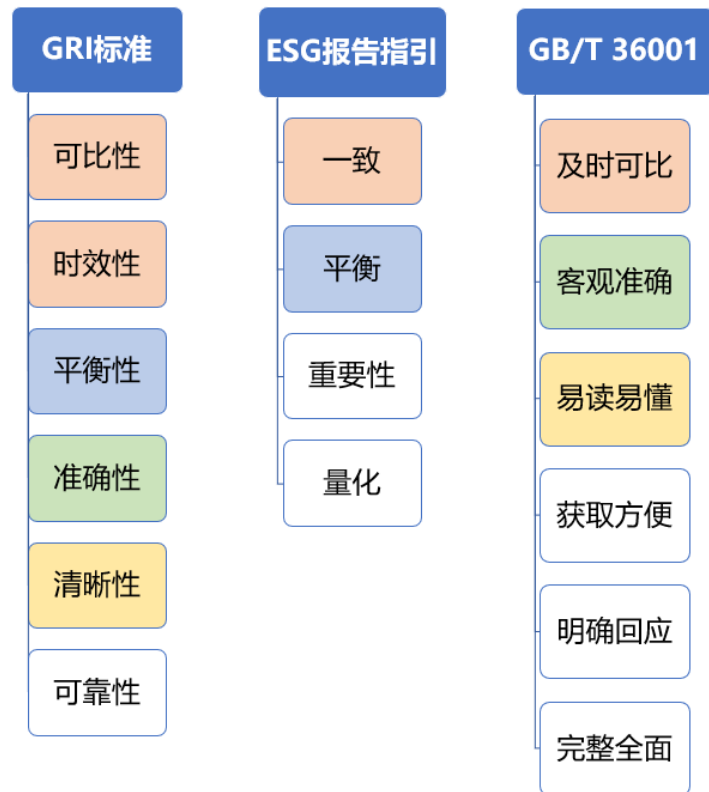 GRI标准
可比性
时效性
平衡性
准确性
清晰性
可靠性
ESG报告指引
一致
平衡
重要性
量化
GB/T 36001
及时可比
客观准确
易读易懂
获取方便
明确回应
完整全面